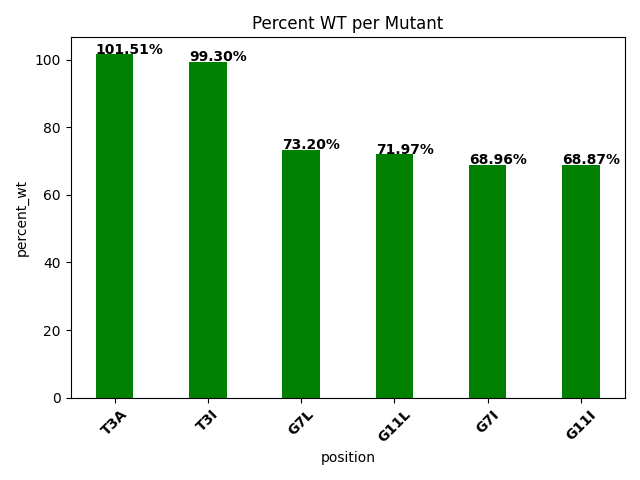 Percent WT per Mutant
101.51%
99.30%
73.20%
71.97%
68.96%
68.87%
percent_wt
100
80
60
40
20
0
T3A
T3I
G7L
G11L
G7I
G11I
position